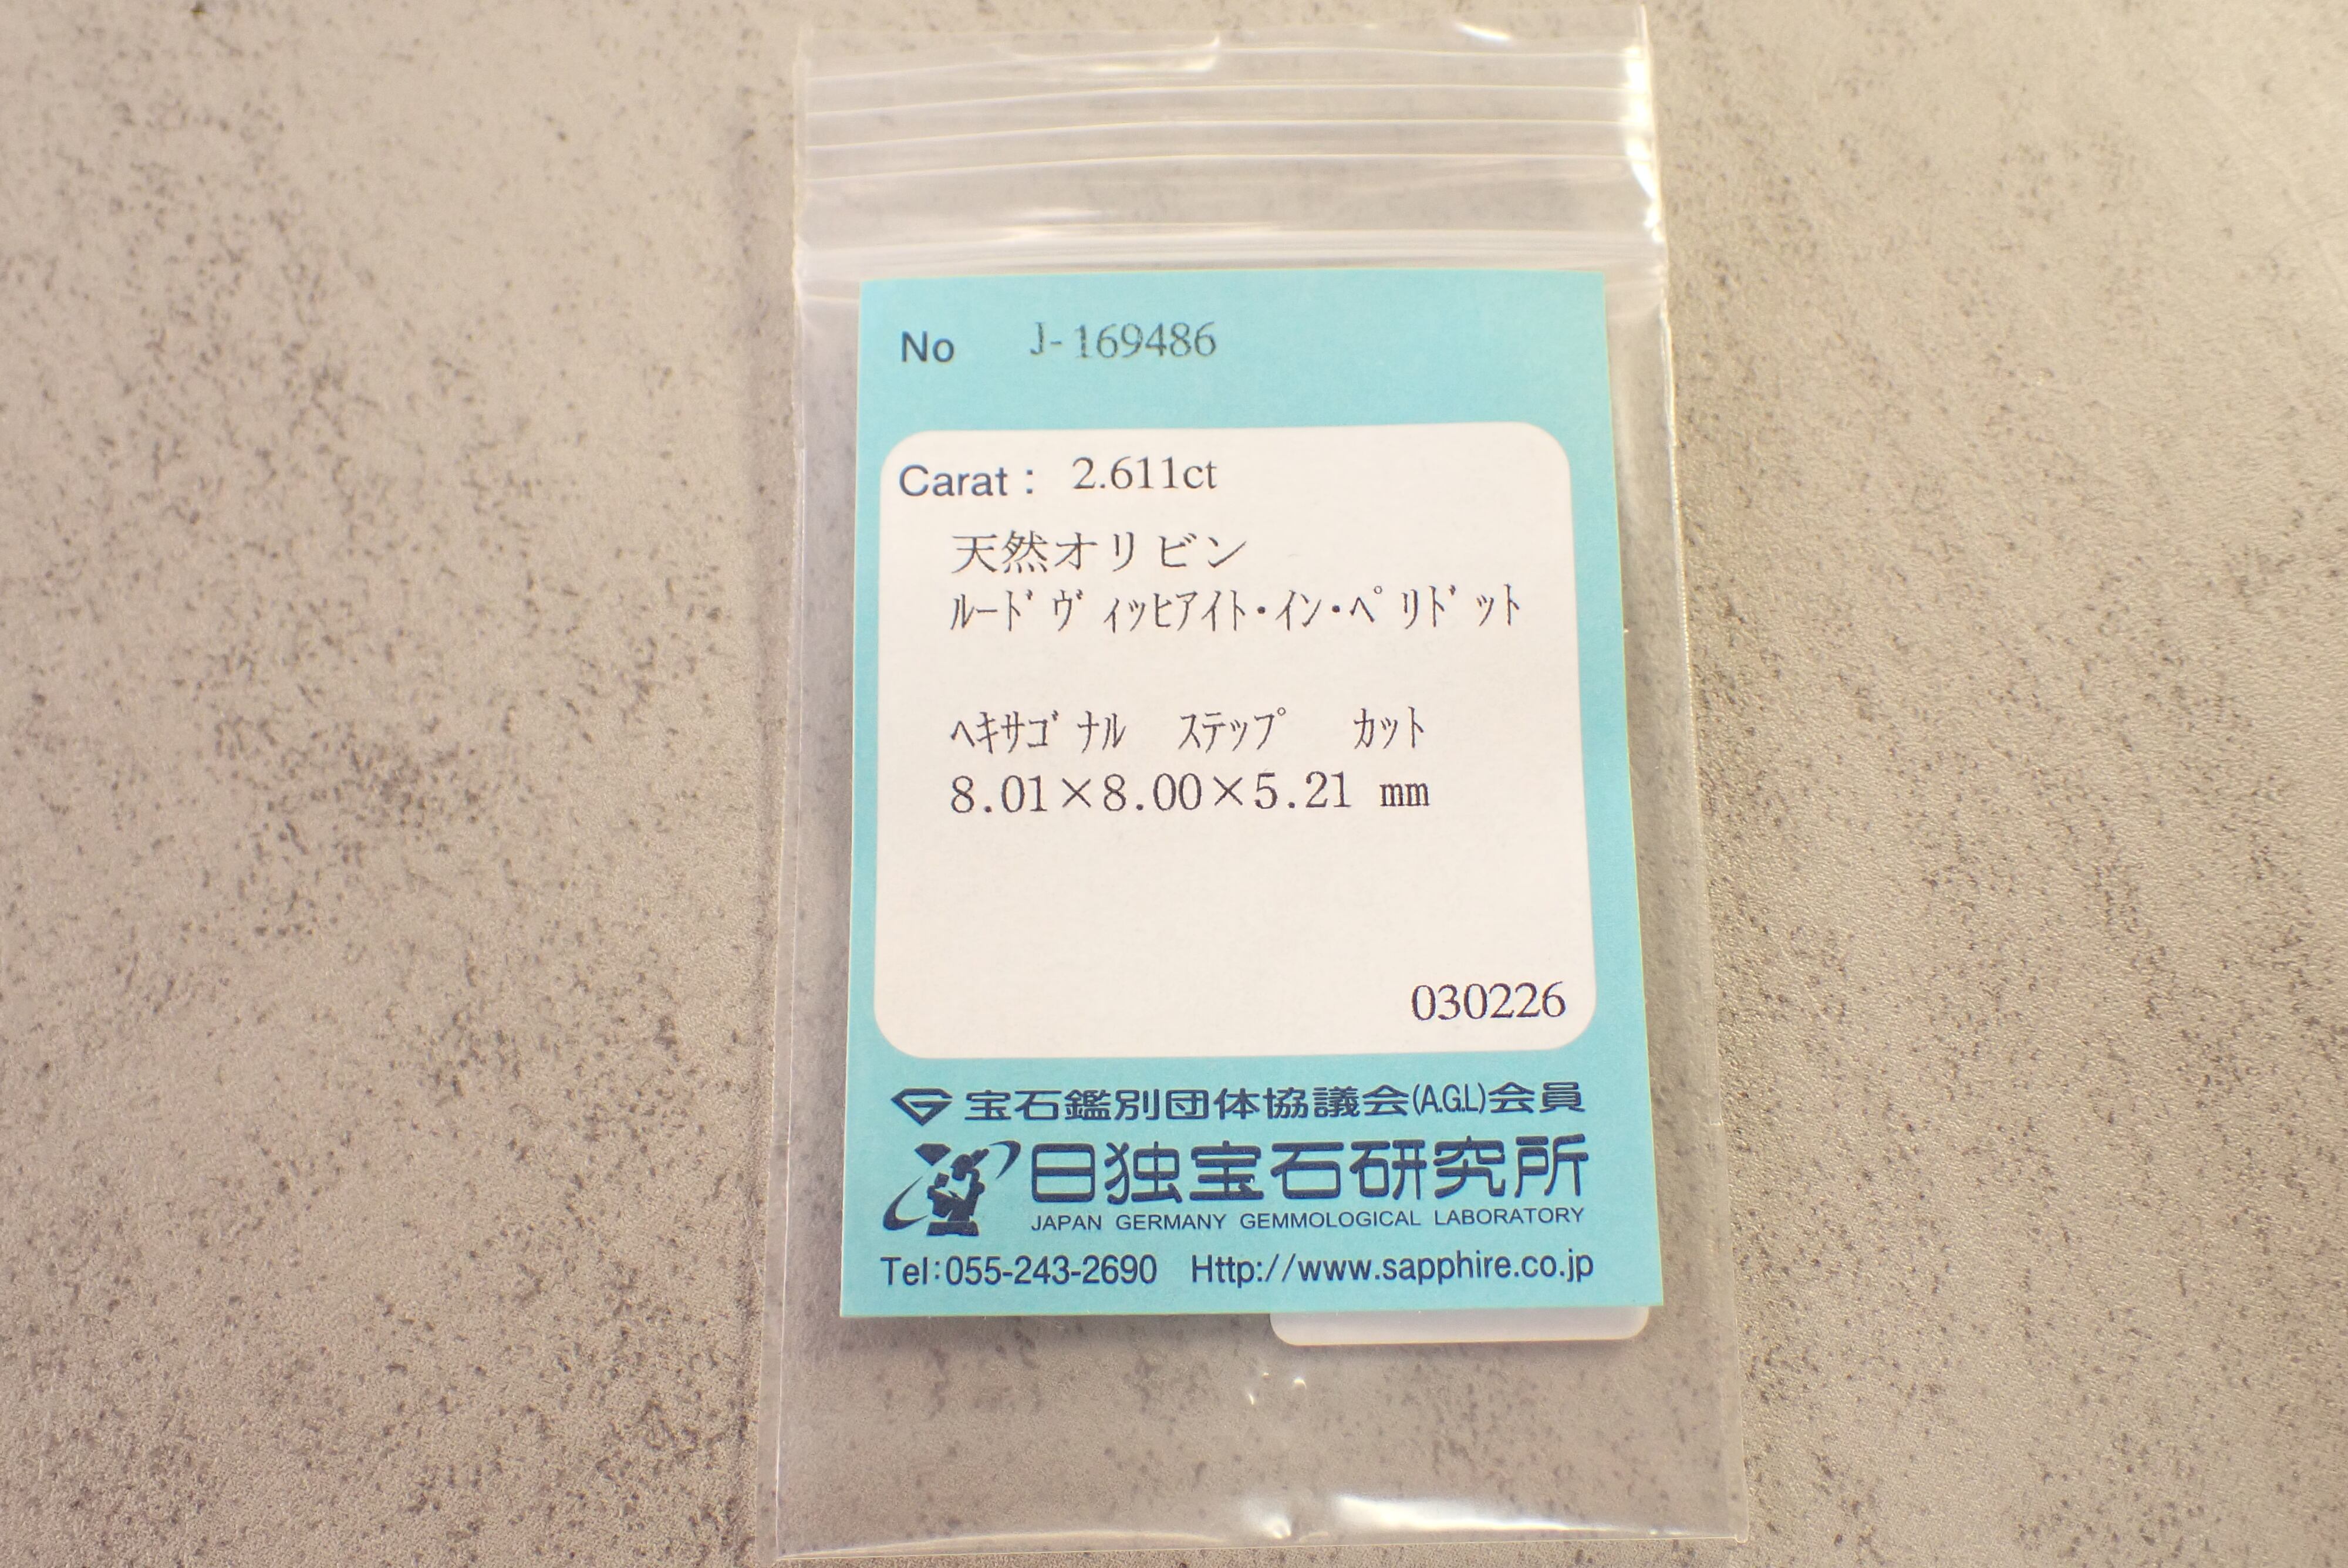 No J-169486
Carat: 2.611ct
天然オリビン
ﾙｰﾄﾞｳﾞｨｯﾋｱｲﾄ・ｲﾝ・ﾍﾟﾘﾄﾞｯﾄ
ﾍｷｻｺﾞﾅﾙ ｽﾃｯﾌﾟ ｶｯﾄ
8.01×8.00×5.21 mm
030226
宝石鑑別団体協議会(A.G.L)会員
日独宝石研究所
JAPAN GERMANY GEMMOLOGICAL LABORATORY
Tel:055-243-2690 Http://www.sapphire.co.jp